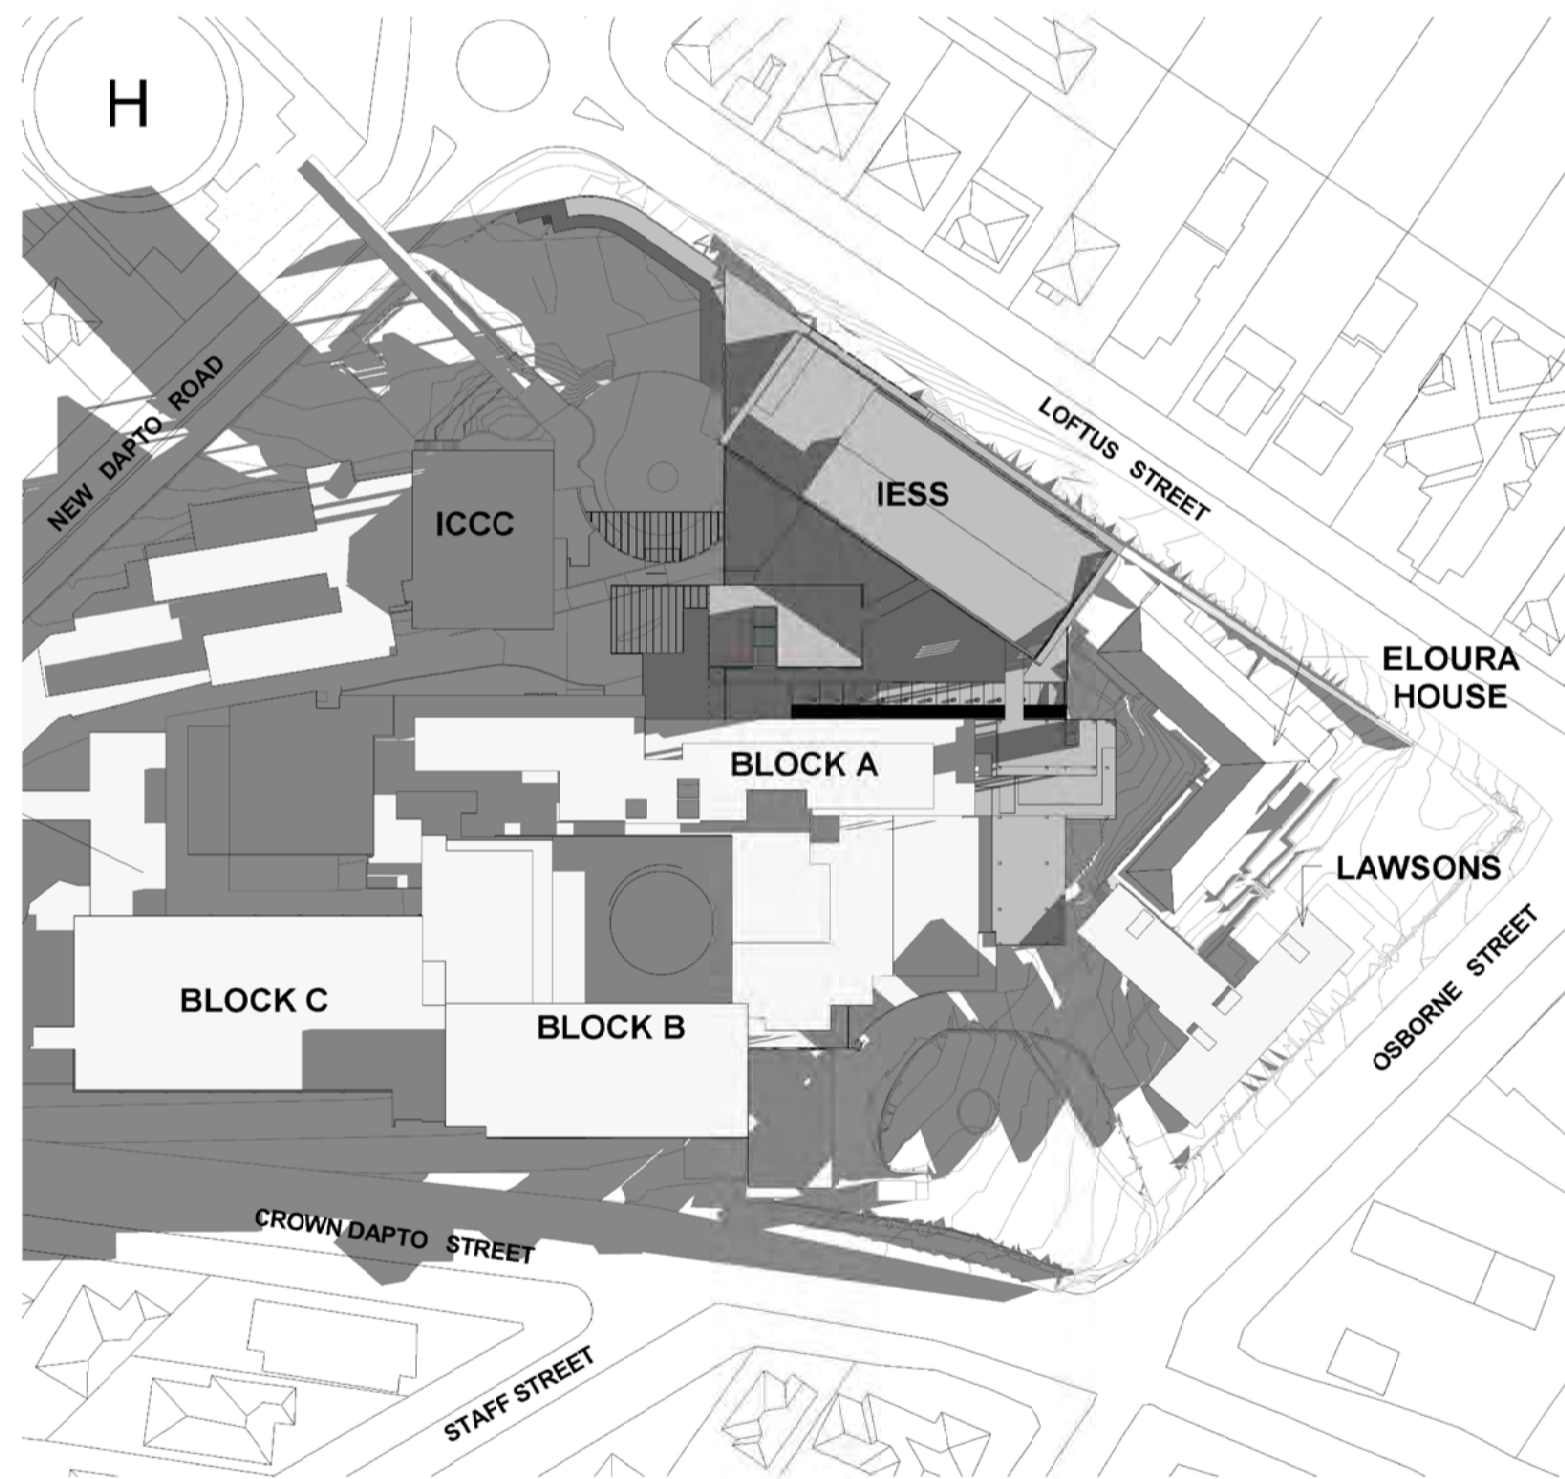 H
NEW DAPTO ROAD
ICCC
IESS
LOFTUS STREET
ELOURA
HOUSE
BLOCK A
LAWSONS
BLOCK C
BLOCK B
OSBORNE STREET
CROWN DAPTO STREET
STAFF STREET